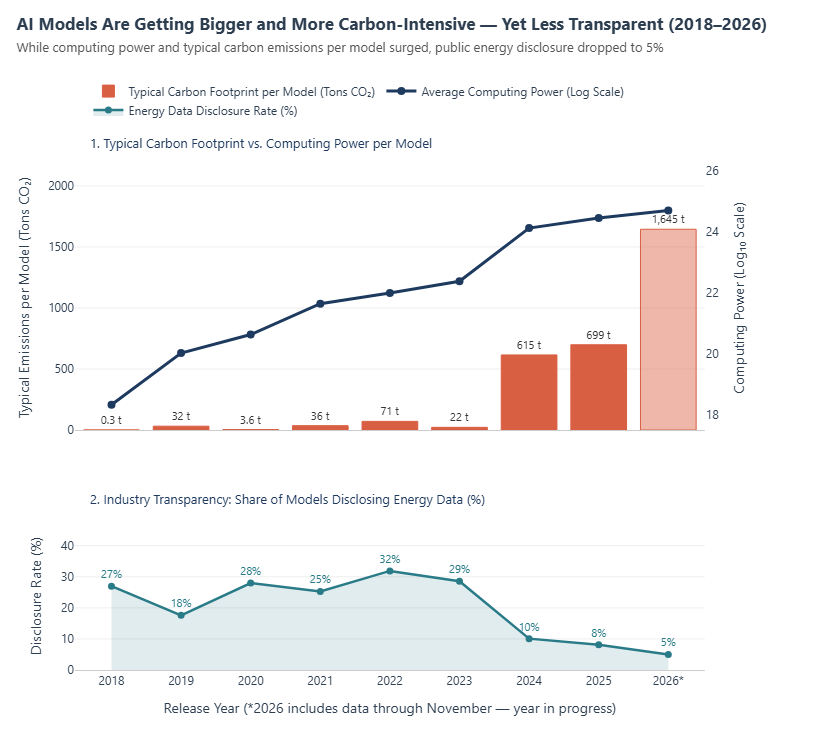 AI Models Are Getting Bigger and More Carbon-Intensive — Yet Less Transparent (2018–2026)
While computing power and typical carbon emissions per model surged, public energy disclosure dropped to 5%
Typical Carbon Footprint per Model (Tons CO₂)
Average Computing Power (Log Scale)
Energy Data Disclosure Rate (%)
1. Typical Carbon Footprint vs. Computing Power per Model
Typical Emissions per Model (Tons CO₂)
2000
1500
1000
500
0
0.3 t
32 t
3.6 t
36 t
71 t
22 t
615 t
699 t
1,645 t
26
24
22
20
18
Computing Power (Log₁₀ Scale)
2. Industry Transparency: Share of Models Disclosing Energy Data (%)
Disclosure Rate (%)
40
30
20
10
0
27%
18%
28%
25%
32%
29%
10%
8%
5%
2018
2019
2020
2021
2022
2023
2024
2025
2026*
Release Year (*2026 includes data through November — year in progress)